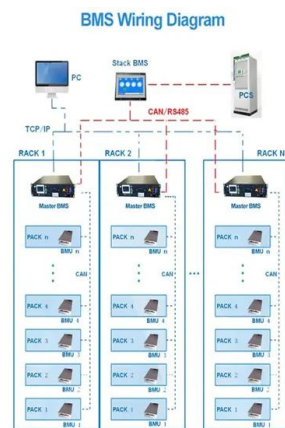 BMS Wiring Diagram
Stack BMS
PC
PCS
CAN/RS485
TCP/IP
RACK 1
RACK 2
RACK N
Master BMS
Master BMS
Master BMS
PACK n
BMU n
PACK n
BMU n
PACK n
BMU n
CAN
CAN
CAN
PACK 4
BMU 4
PACK 4
BMU 4
PACK 4
BMU 4
PACK 3
BMU 3
PACK 3
BMU 3
PACK 3
BMU 3
PACK 2
BMU 2
PACK 2
BMU 2
PACK 2
BMU 2
PACK 1
BMU 1
PACK 1
BMU 1
PACK 1
BMU 1